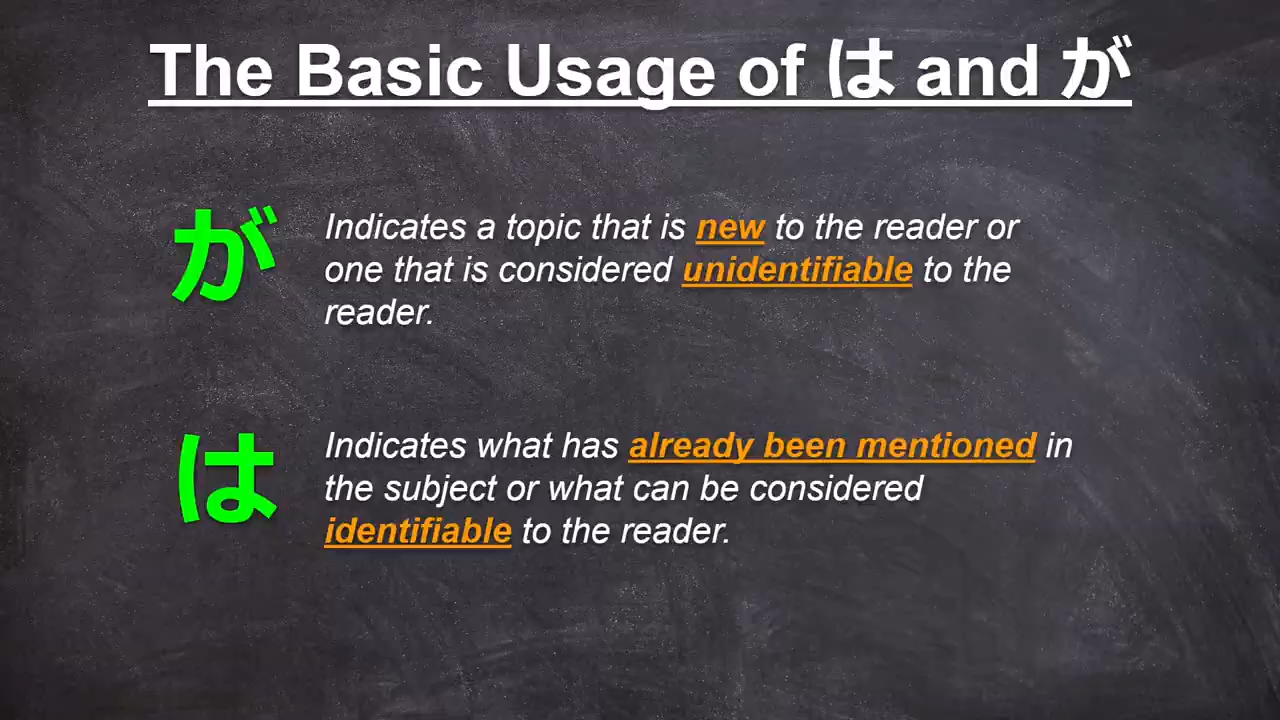 The Basic Usage of は and が
が
Indicates a topic that is new to the reader or
one that is considered unidentifiable to the
reader.
は
Indicates what has already been mentioned in
the subject or what can be considered
identifiable to the reader.